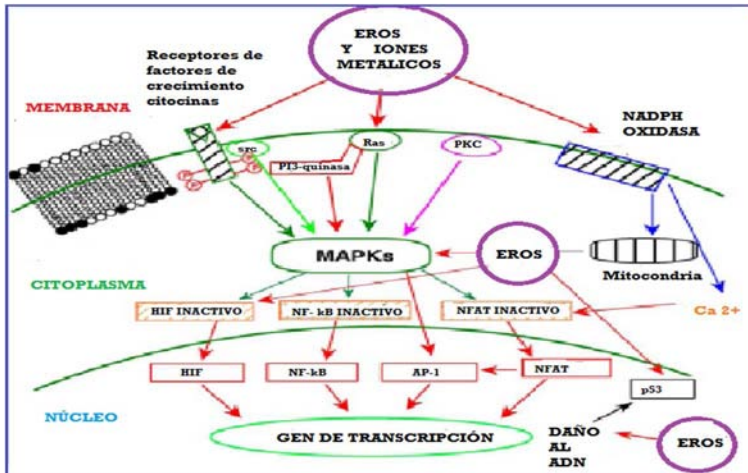 EROS
Y IONES
METALICOS
Receptores de
factores de
crecimiento
citocinas
MEMBRANA
NADPH
OXIDASA
src
Ras
PKC
PI3-quinasa
P
P
P
P
MAPKs
EROS
Mitocondria
CITOPLASMA
HIF INACTIVO
NF- kB INACTIVO
NFAT INACTIVO
Ca 2+
HIF
NF-kB
AP-1
NFAT
p53
NÚCLEO
GEN DE TRANSCRIPCIÓN
DAÑO
AL
ADN
EROS